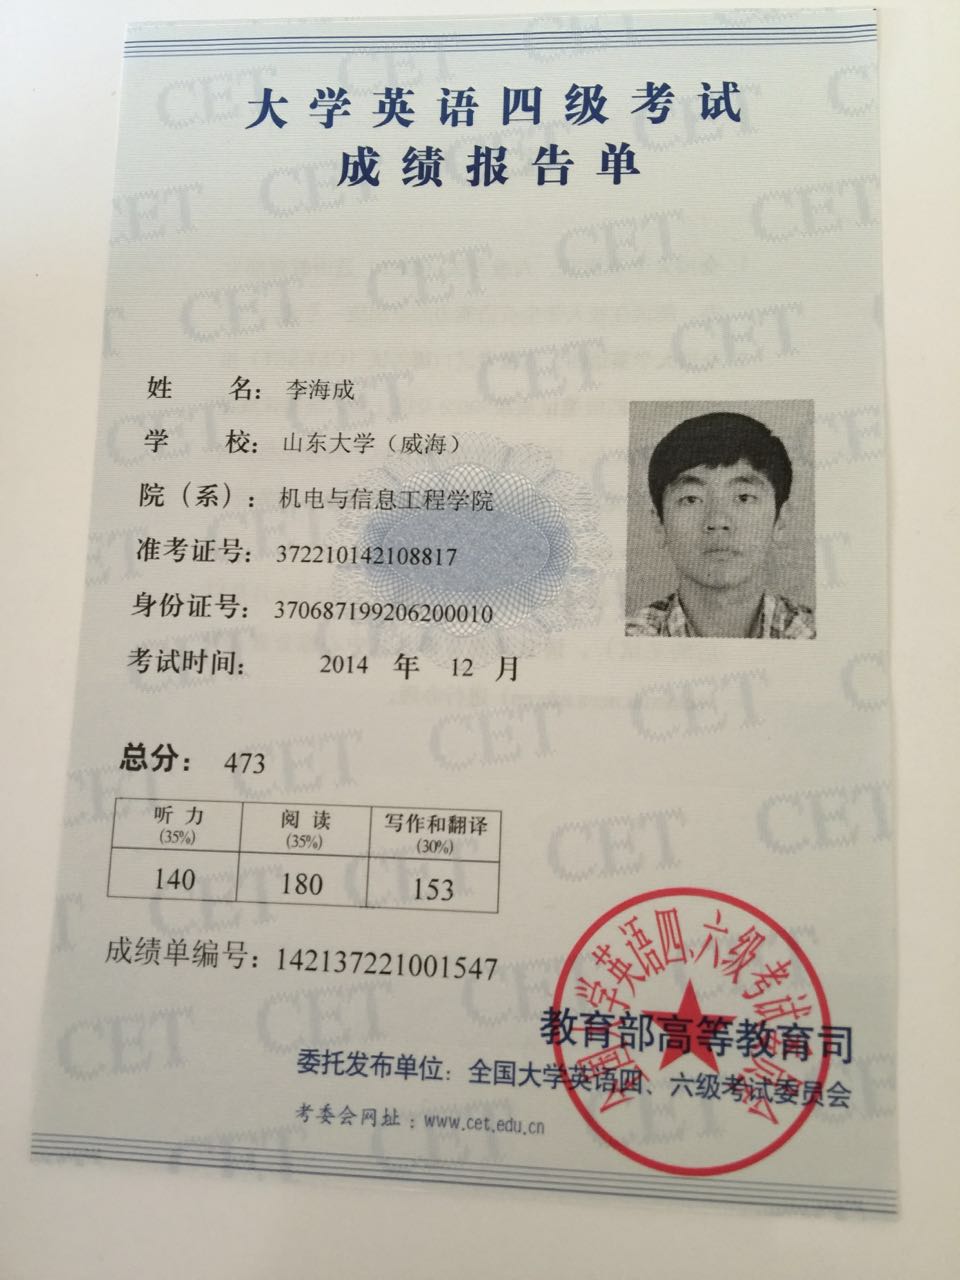 大学英语四级考试
成绩报告单
姓 名： 李海成
学 校： 山东大学（威海）
院（系）： 机电与信息工程学院
准考证号： 372210142108817
身份证号： 370687199206200010
考试时间： 2014 年 12 月
总分： 473
听力 阅读 写作和翻译
(35%) (35%) (30%)
140 180 153
成绩单编号：142137221001547
教育部高等教育司
委托发布单位：全国大学英语四、六级考试委员会
考委会网址：www.cet.edu.cn
全国大学英语四、六级考试委员会
CET